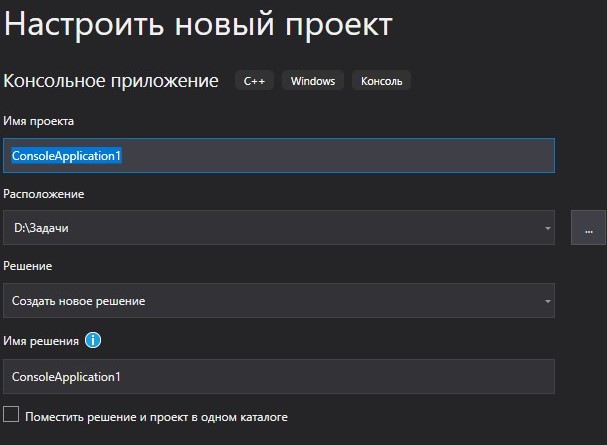 Настроить новый проект
Консольное приложение C++ Windows Консоль
Имя проекта
ConsoleApplication1
Расположение
D:\Задачи
...
Решение
Создать новое решение
Имя решения i
ConsoleApplication1
Поместить решение и проект в одном каталоге